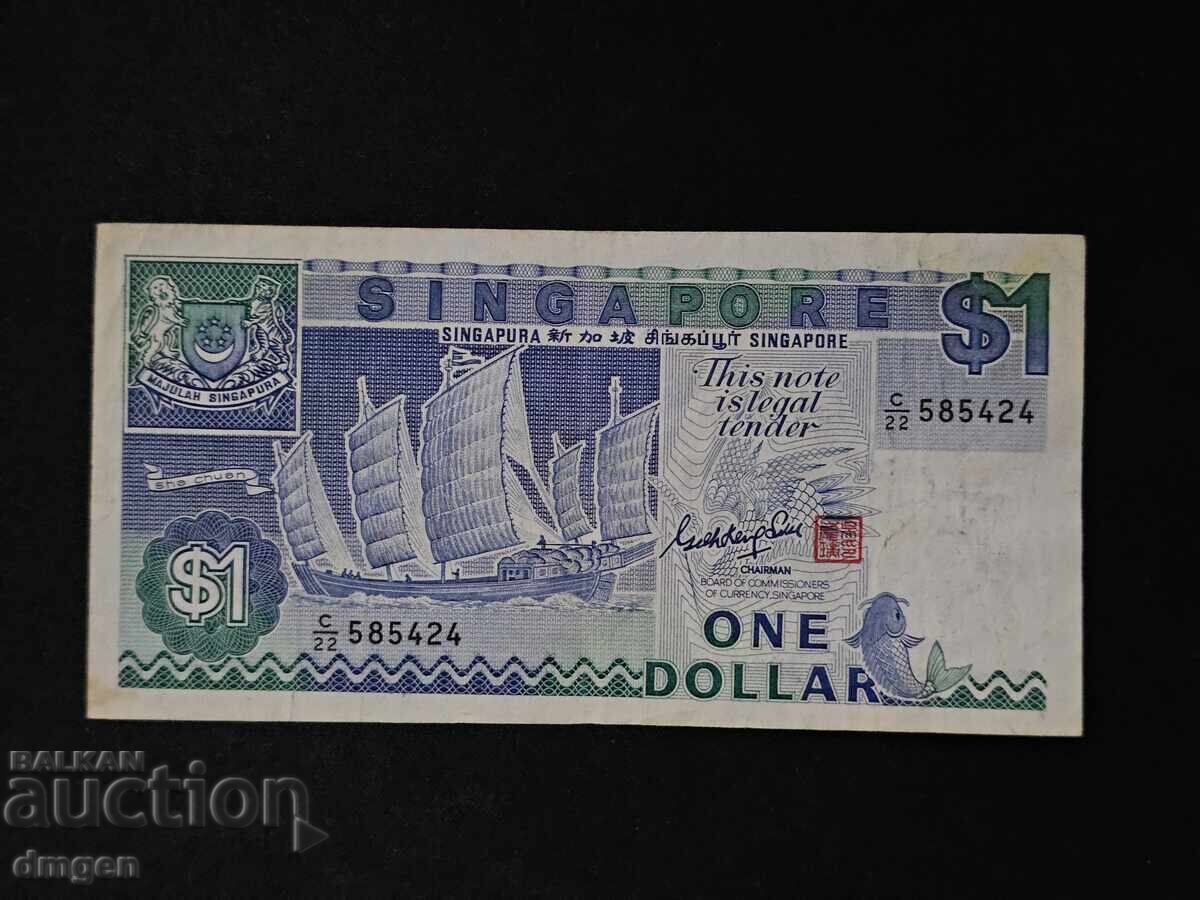 SINGAPORE
$1
SINGAPURA 新加坡 சிங்கப்பூர் SINGAPORE
MAJULAH SINGAPURA
This note
is legal
tender
C/22 585424
sha chuan
$1
CHAIRMAN
BOARD OF COMMISSIONERS
OF CURRENCY, SINGAPORE
C/22 585424
ONE
DOLLAR
BALKAN
auction
dmgen